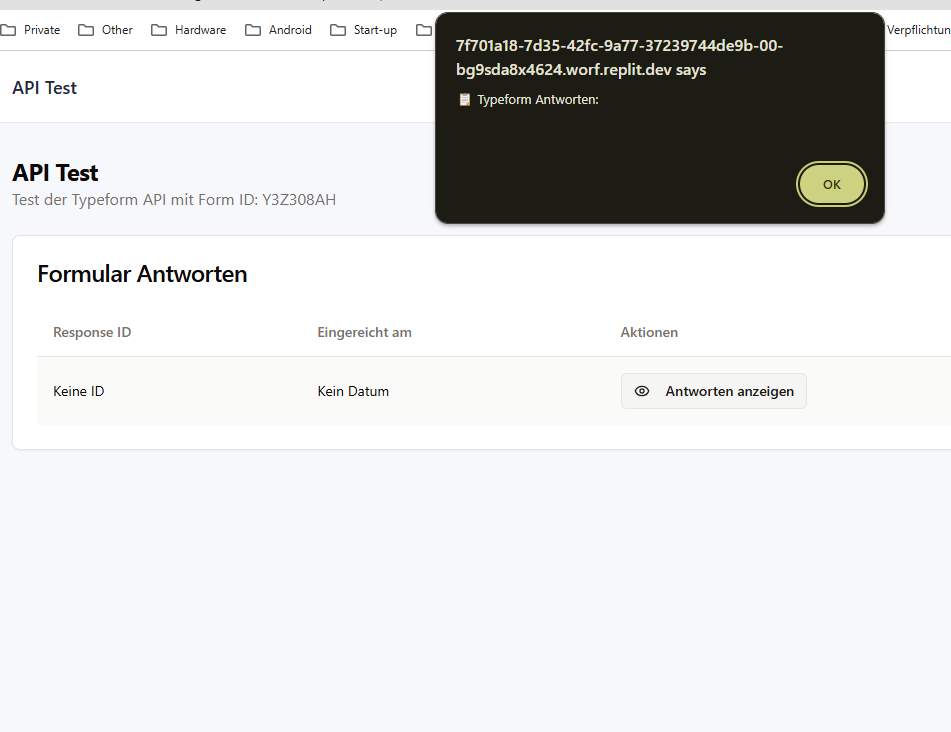 Private Other Hardware Android Start-up Verpflichtun
7f701a18-7d35-42fc-9a77-37239744de9b-00-
bg9sda8x4624.worf.replit.dev says
📋 Typeform Antworten:
OK
API Test
API Test
Test der Typeform API mit Form ID: Y3Z308AH
Formular Antworten
Response ID Eingereicht am Aktionen
Keine ID Kein Datum Antworten anzeigen